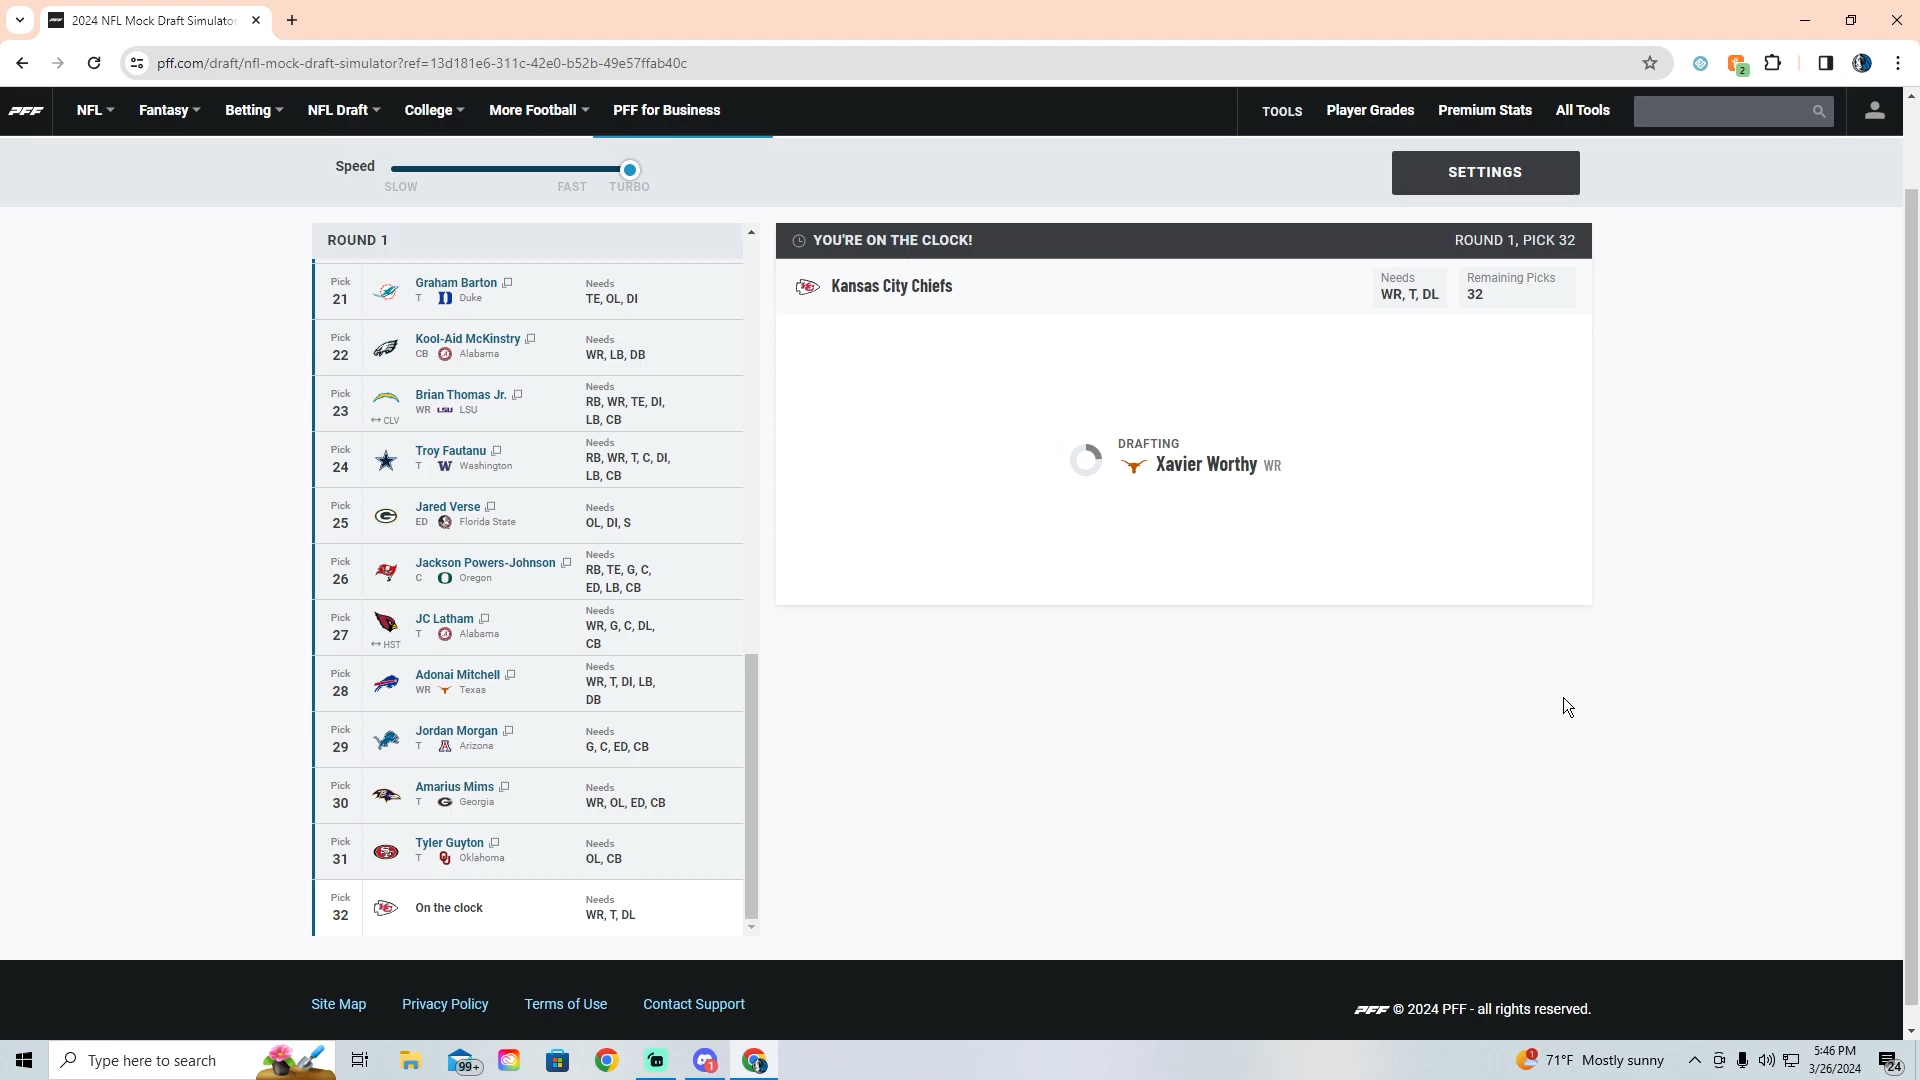 2024 NFL Mock Draft Simulator
pff.com/draft/nfl-mock-draft-simulator?ref=13d181e6-311c-42e0-b52b-49e57ffab40c
2
PFF NFL Fantasy Betting NFL Draft College More Football PFF for Business TOOLS Player Grades Premium Stats All Tools
Speed
SLOW FAST TURBO
SETTINGS
ROUND 1
Pick 21
Graham Barton
T Duke
Needs
TE, OL, DI
Pick 22
Kool-Aid McKinstry
CB Alabama
Needs
WR, LB, DB
Pick 23
CLV
Brian Thomas Jr.
WR LSU LSU
Needs
RB, WR, TE, DI,
LB, CB
Pick 24
Troy Fautanu
T W Washington
Needs
RB, WR, T, C, DI,
LB, CB
Pick 25
Jared Verse
ED Florida State
Needs
OL, DI, S
Pick 26
Jackson Powers-Johnson
C Oregon
Needs
RB, TE, G, C,
ED, LB, CB
Pick 27
HST
JC Latham
T Alabama
Needs
WR, G, C, DL,
CB
Pick 28
Adonai Mitchell
WR Texas
Needs
WR, T, DI, LB,
DB
Pick 29
Jordan Morgan
T Arizona
Needs
G, C, ED, CB
Pick 30
Amarius Mims
T Georgia
Needs
WR, OL, ED, CB
Pick 31
Tyler Guyton
T Oklahoma
Needs
OL, CB
Pick 32
On the clock
Needs
WR, T, DL
YOU'RE ON THE CLOCK! ROUND 1, PICK 32
Kansas City Chiefs
Needs
WR, T, DL
Remaining Picks
32
DRAFTING
Xavier Worthy WR
Site Map Privacy Policy Terms of Use Contact Support
PFF © 2024 PFF - all rights reserved.
Type here to search
99+
1
1
71°F Mostly sunny
5:46 PM
3/26/2024
24